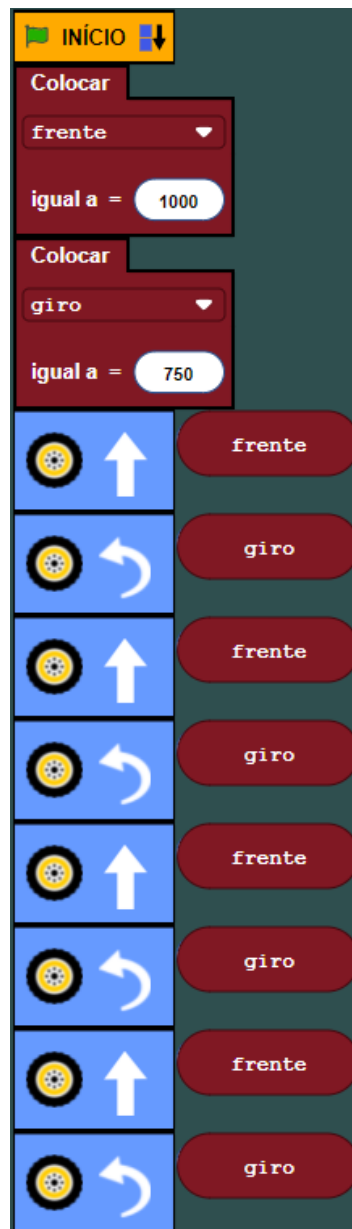 INÍCIO
Colocar
frente
igual a = 1000
Colocar
giro
igual a = 750
frente
giro
frente
giro
frente
giro
frente
giro